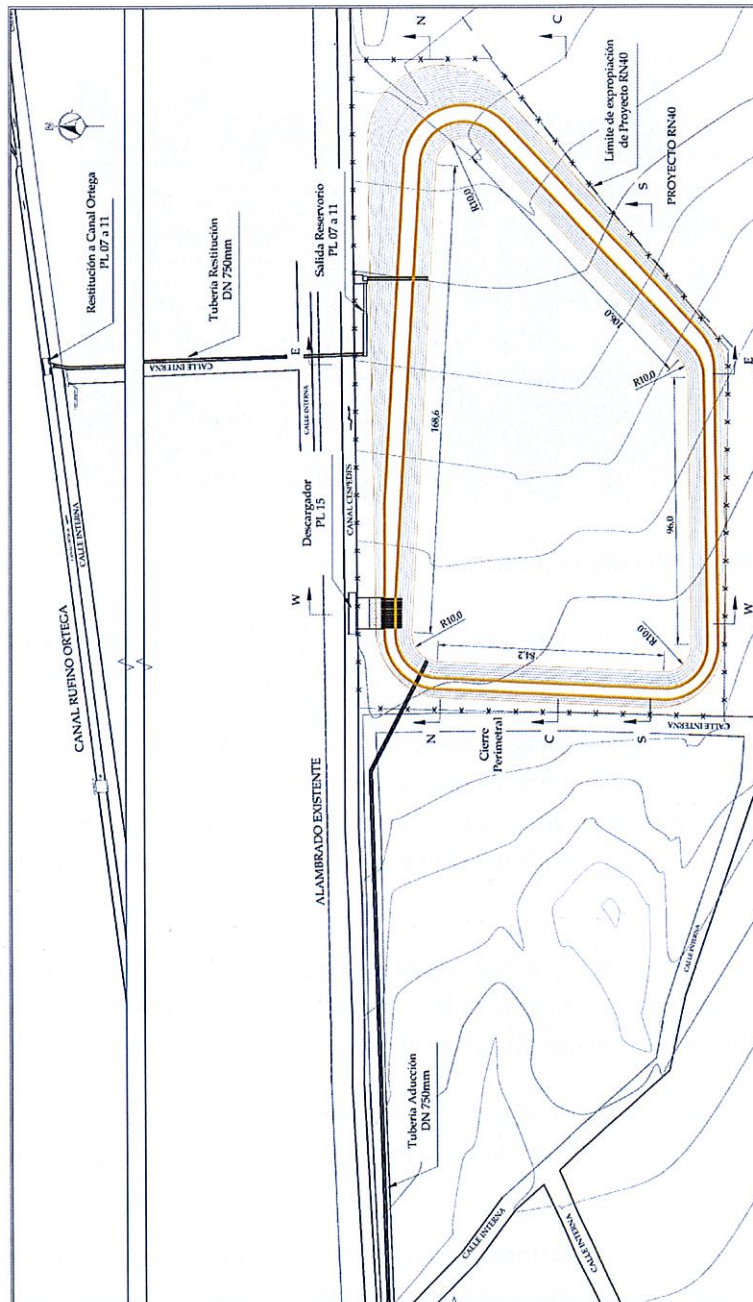 Restitución a Canal Ortega
PL 07 a 11
Tubería Restitución
DN 750mm
Salida Reservorio
PL 07 a 11
Descargador
PL 15
CANAL RUFINO ORTEGA
CALLE INTERNA
CALLE INTERNA
CALLE INTERNA
CANAL CESPEDES
ALAMBRADO EXISTENTE
N
C
S
E
E
W
W
N
C
S
Límite de expropiación
de Proyecto RN40
PROYECTO RN40
R10,0
R10,0
R10,0
R10,0
106,0
168,6
96,0
84,2
Cierre
Perimetral
CALLE INTERNA
CALLE INTERNA
CALLE INTERNA
CALLE INTERNA
Tubería Aducción
DN 750mm